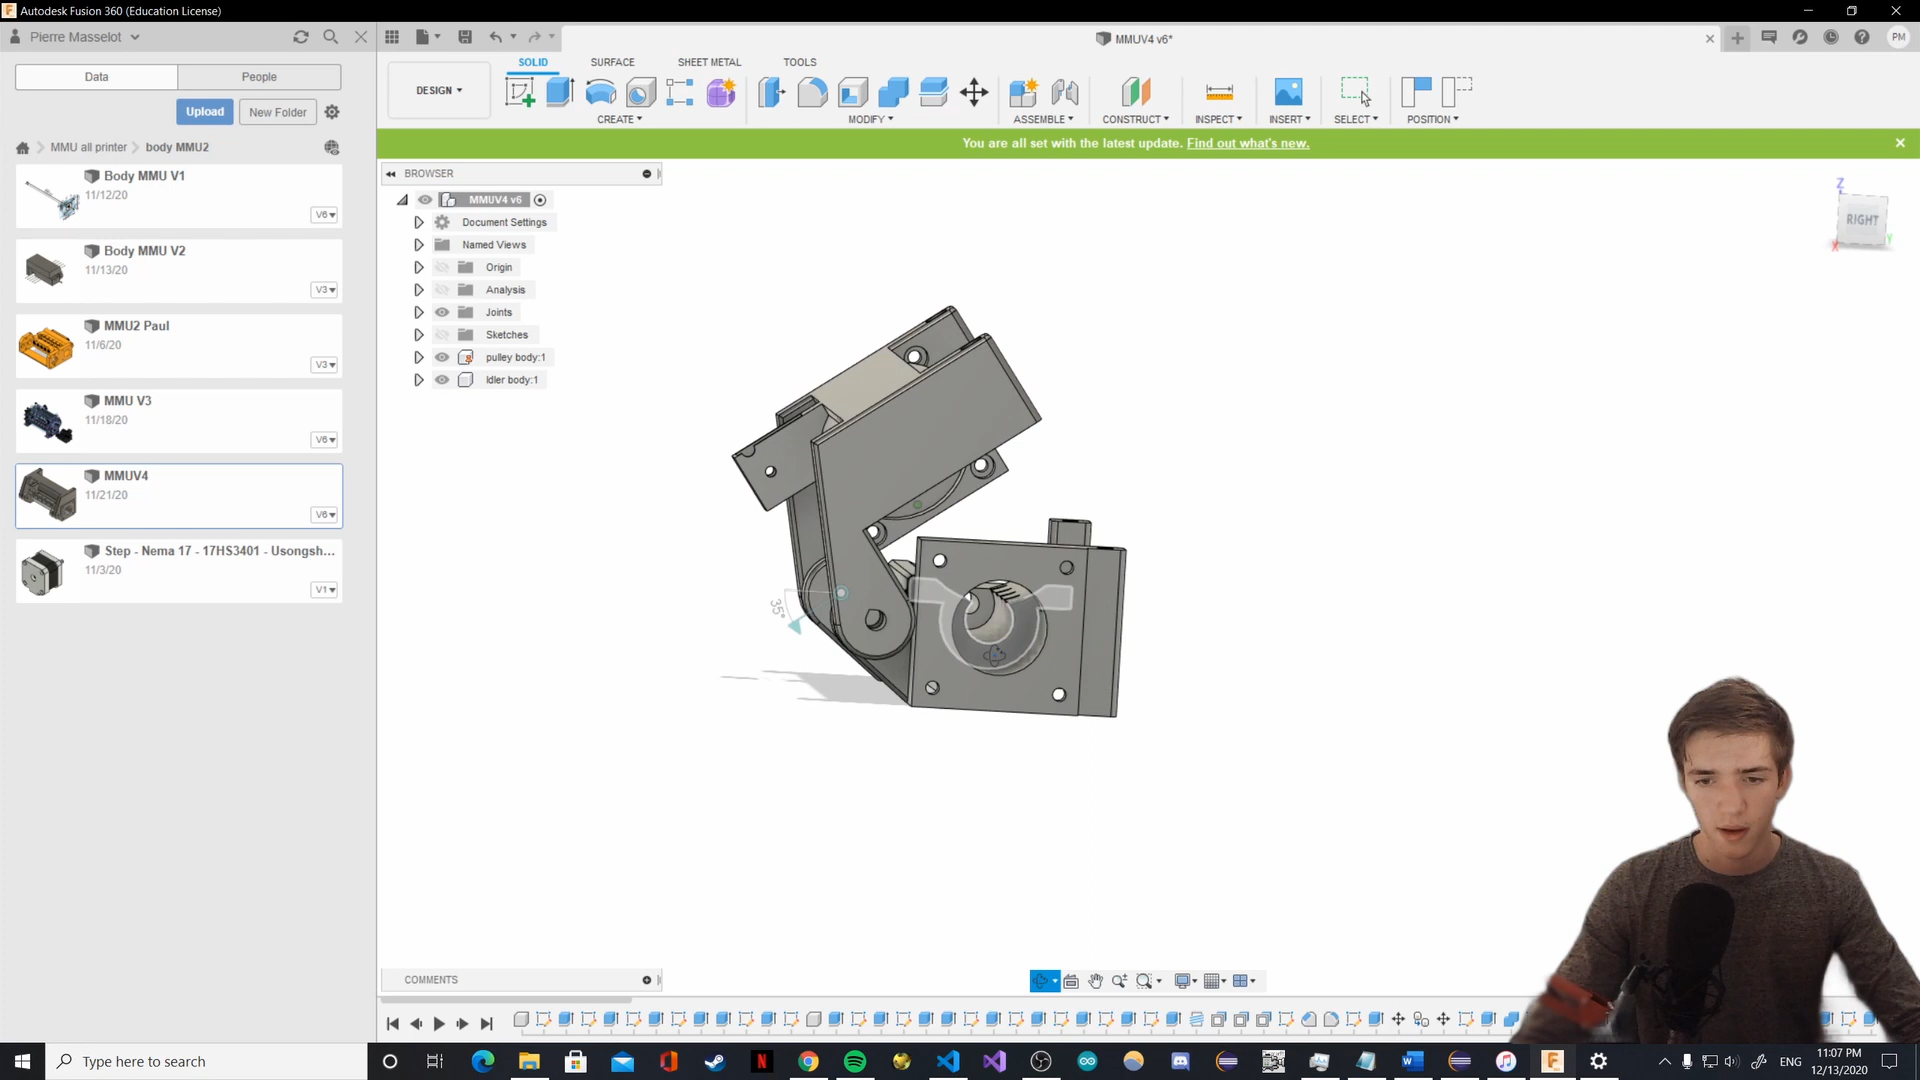 Autodesk Fusion 360 (Education License)
Pierre Masselot
MMUV4 v6*
PM
Data
People
Upload
New Folder
MMU all printer
body MMU2
Body MMU V1
11/12/20
V6
Body MMU V2
11/13/20
V3
MMU2 Paul
11/6/20
V3
MMU V3
11/18/20
V6
MMUV4
11/21/20
V6
Step - Nema 17 - 17HS3401 - Usongsh...
11/3/20
V1
DESIGN
SOLID
SURFACE
SHEET METAL
TOOLS
CREATE
MODIFY
ASSEMBLE
CONSTRUCT
INSPECT
INSERT
SELECT
POSITION
You are all set with the latest update. Find out what's new.
BROWSER
MMUV4 v6
Document Settings
Named Views
Origin
Analysis
Joints
Sketches
pulley body:1
Idler body:1
Z
RIGHT
X
Y
35°
COMMENTS
Type here to search
ENG
11:07 PM
12/13/2020